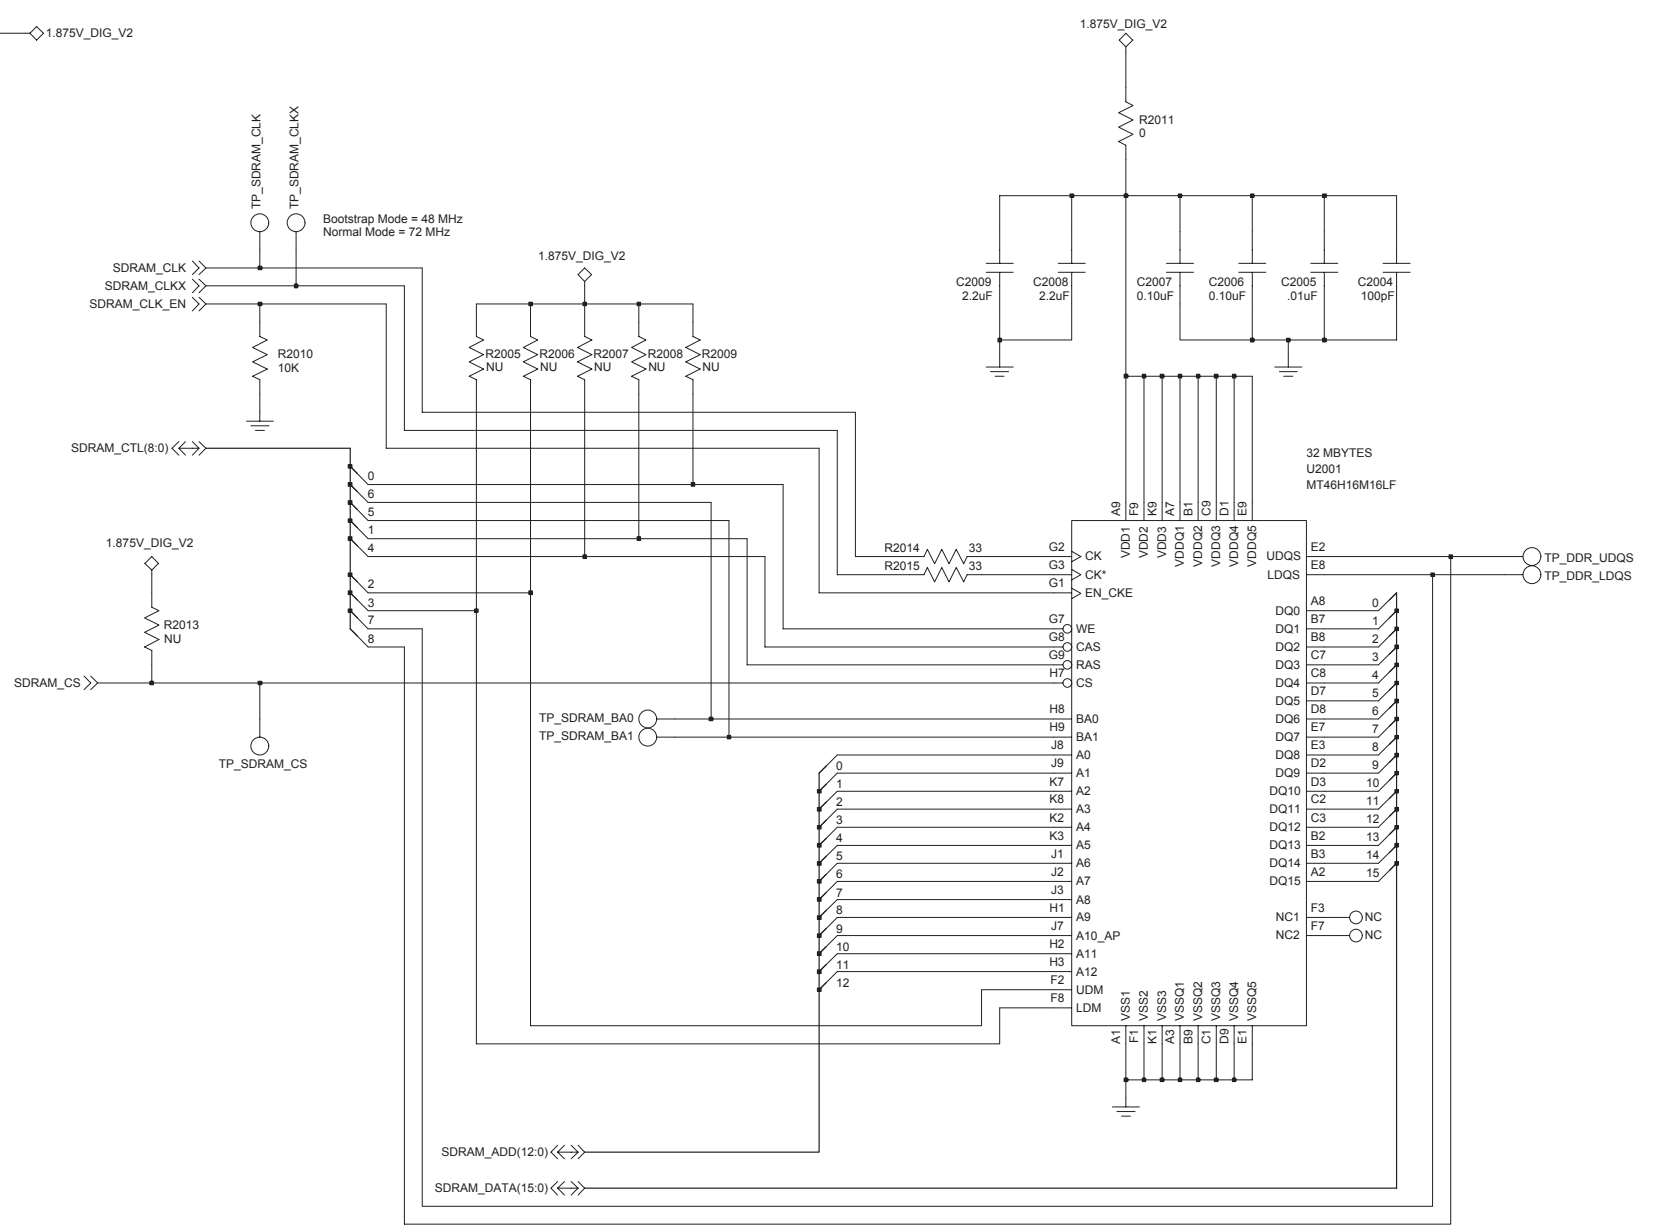 1.875V_DIG_V2
1.875V_DIG_V2
R2011
0
TP_SDRAM_CLK
TP_SDRAM_CLKX
Bootstrap Mode = 48 MHz
Normal Mode = 72 MHz
1.875V_DIG_V2
SDRAM_CLK
SDRAM_CLKX
SDRAM_CLK_EN
C2009
2.2uF
C2008
2.2uF
C2007
0.10uF
C2006
0.10uF
C2005
.01uF
C2004
100pF
R2010
10K
R2005
NU
R2006
NU
R2007
NU
R2008
NU
R2009
NU
SDRAM_CTL(8:0)
0
6
5
1
4
2
3
7
8
32 MBYTES
U2001
MT46H16M16LF
A9
F9
K9
A7
B1
C9
D1
E9
VDD1
VDD2
VDD3
VDDQ1
VDDQ2
VDDQ3
VDDQ4
VDDQ5
1.875V_DIG_V2
R2013
NU
SDRAM_CS
TP_SDRAM_CS
R2014 33
R2015 33
G2 CK
G3 CK*
G1 EN_CKE
G7 WE
G8 CAS
G9 RAS
H7 CS
TP_SDRAM_BA0
TP_SDRAM_BA1
H8 BA0
H9 BA1
J8 A0
0 J9 A1
1 K7 A2
2 K8 A3
3 K2 A4
4 K3 A5
5 J1 A6
6 J2 A7
7 J3 A8
8 H1 A9
9 J7 A10_AP
10 H2 A11
11 H3 A12
12 F2 UDM
F8 LDM
UDQS E2 TP_DDR_UDQS
LDQS E8 TP_DDR_LDQS
DQ0 A8 0
DQ1 B7 1
DQ2 B8 2
DQ3 C7 3
DQ4 C8 4
DQ5 D7 5
DQ6 D8 6
DQ7 E7 7
DQ8 E3 8
DQ9 D2 9
DQ10 D3 10
DQ11 C2 11
DQ12 C3 12
DQ13 B2 13
DQ14 B3 14
DQ15 A2 15
NC1 F3 NC
NC2 F7 NC
VSS1
VSS2
VSS3
VSSQ1
VSSQ2
VSSQ3
VSSQ4
VSSQ5
A1
F1
K1
A3
B9
C1
D9
E1
SDRAM_ADD(12:0)
SDRAM_DATA(15:0)